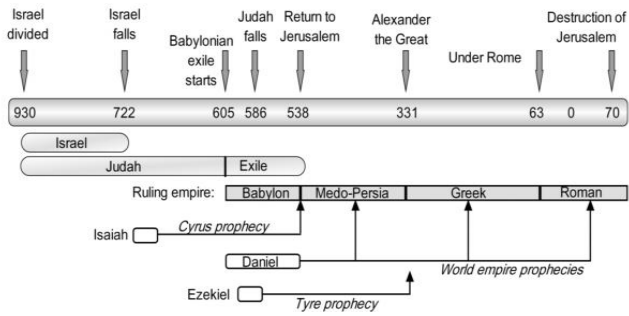 Israel
divided
Israel
falls
Babylonian
exile
starts
Judah
falls
Return to
Jerusalem
Alexander
the Great
Under Rome
Destruction of
Jerusalem
930 722 605 586 538 331 63 0 70
Israel
Judah Exile
Ruling empire: Babylon Medo-Persia Greek Roman
Isaiah Cyrus prophecy
Daniel World empire prophecies
Ezekiel Tyre prophecy